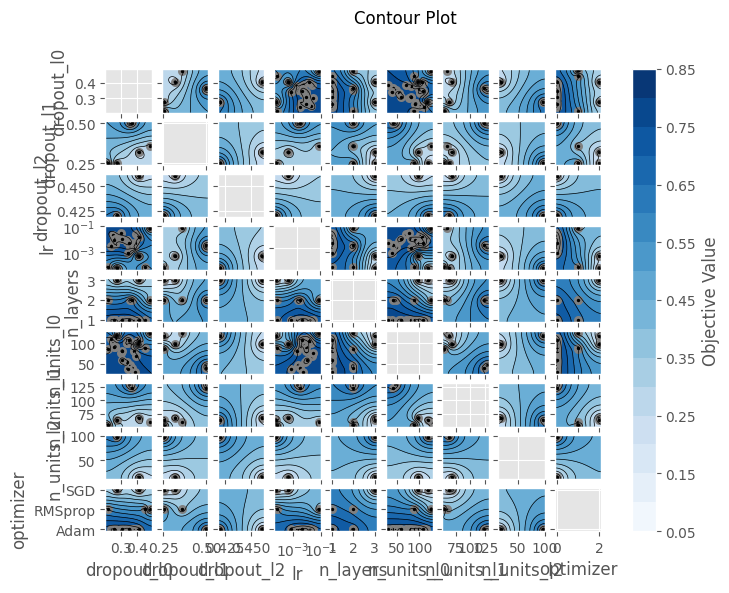 Contour Plot
dropout_l0
0.4
0.3
dropout_l1
0.50
0.25
dropout_l2
0.450
0.425
lr
10⁻¹
10⁻³
n_layers
3
2
1
n_units_l0
100
50
n_units_l1
125
100
75
n_units_l2
100
50
optimizer
SGD
RMSprop
Adam
0.3 0.4 0.25 0.50 0.425 0.450 10⁻³ 10⁻¹ 1 2 3 50 100 75 100 125 50 100 0 2
dropout_l0 dropout_l1 dropout_l2 lr n_layers n_units_l0 n_units_l1 n_units_l2 optimizer
0.85
0.75
0.65
0.55
0.45
0.35
0.25
0.15
0.05
Objective Value